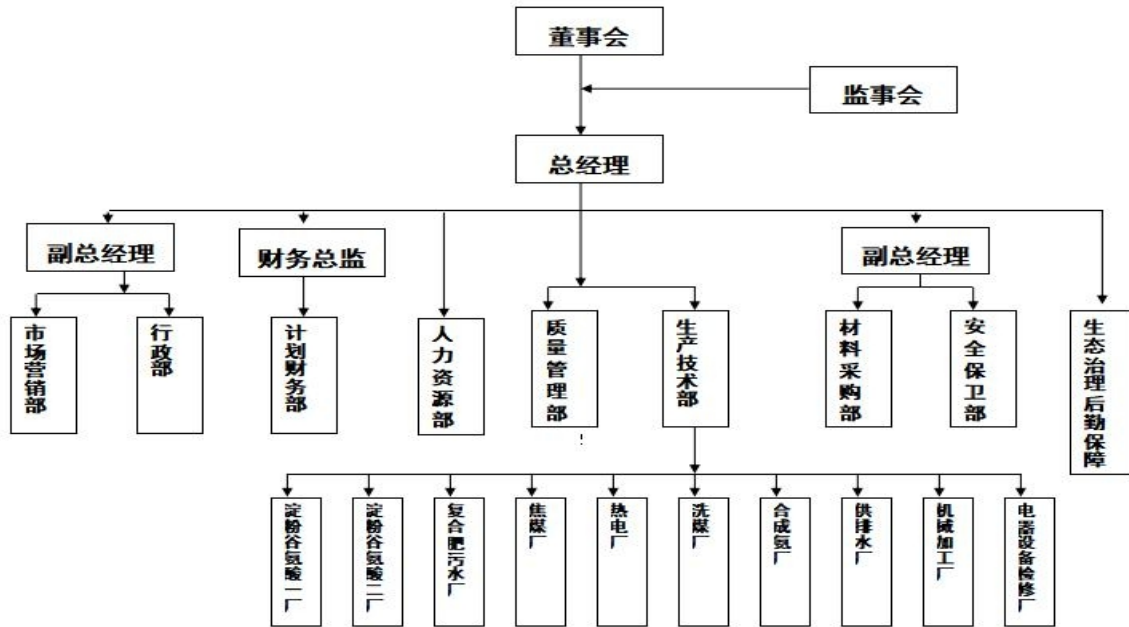 董事会
监事会
总经理
副总经理
财务总监
副总经理
市场营销部
行政部
计划财务部
人力资源部
质量管理部
生产技术部
材料采购部
安全保卫部
生态治理后勤保障
淀粉谷氨酸一厂
淀粉谷氨酸二厂
复合肥污水厂
焦煤厂
热电厂
洗煤厂
合成氨厂
供排水厂
机械加工厂
电器设备检修厂